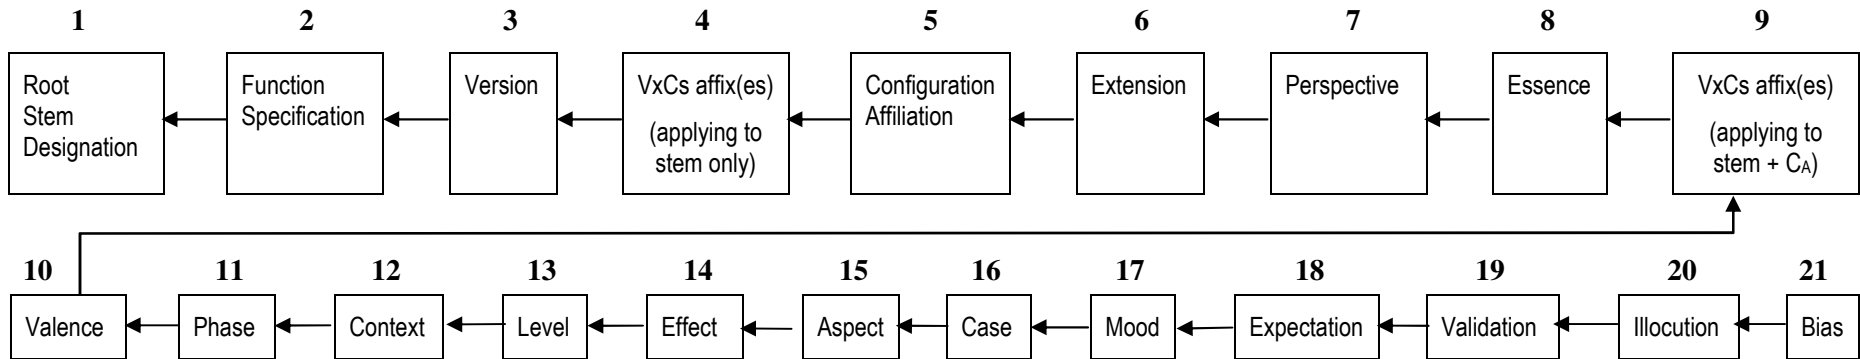 1 2 3 4 5 6 7 8 9
Root
Stem
Designation
Function
Specification
Version
VxCs affix(es)
(applying to
stem only)
Configuration
Affiliation
Extension
Perspective
Essence
VxCs affix(es)
(applying to
stem + CA)
10 11 12 13 14 15 16 17 18 19 20 21
Valence Phase Context Level Effect Aspect Case Mood Expectation Validation Illocution Bias